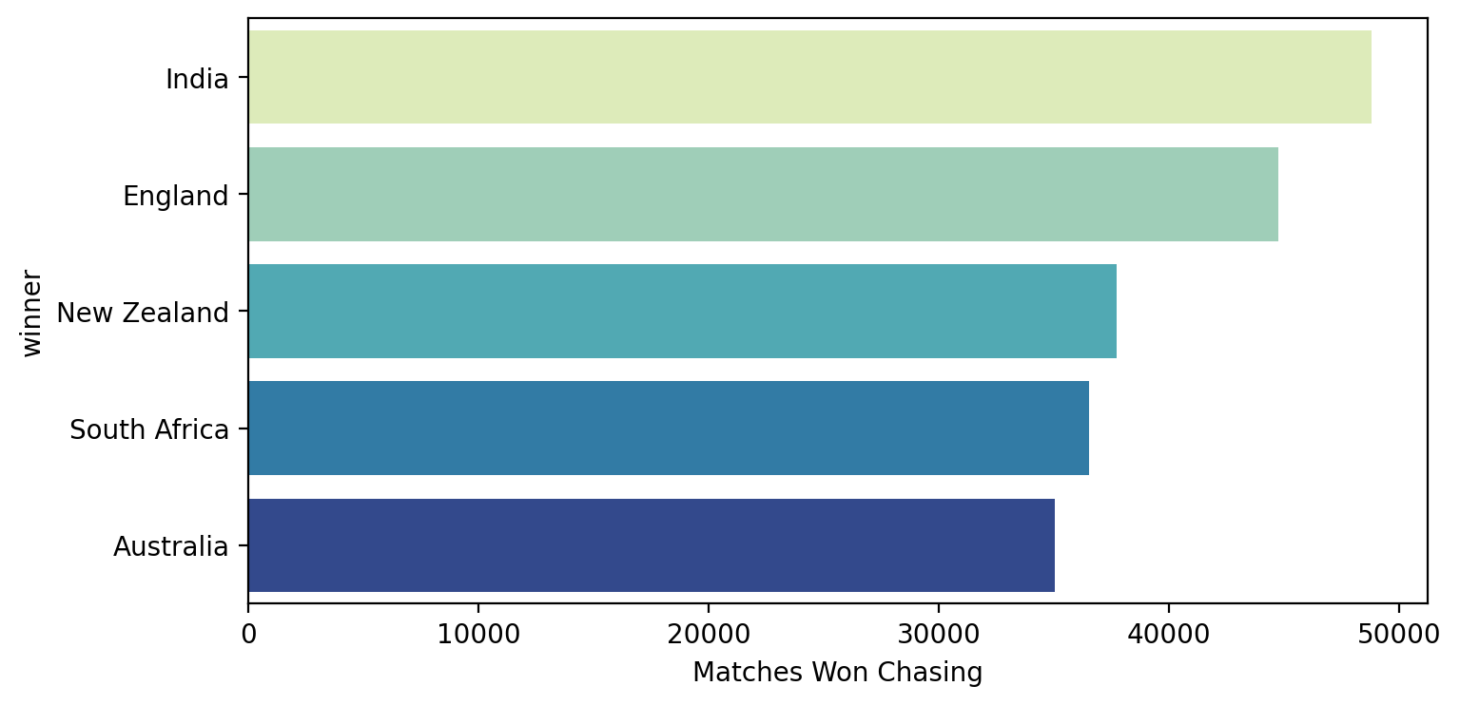 India
England
New Zealand
South Africa
Australia
winner
0 10000 20000 30000 40000 50000
Matches Won Chasing